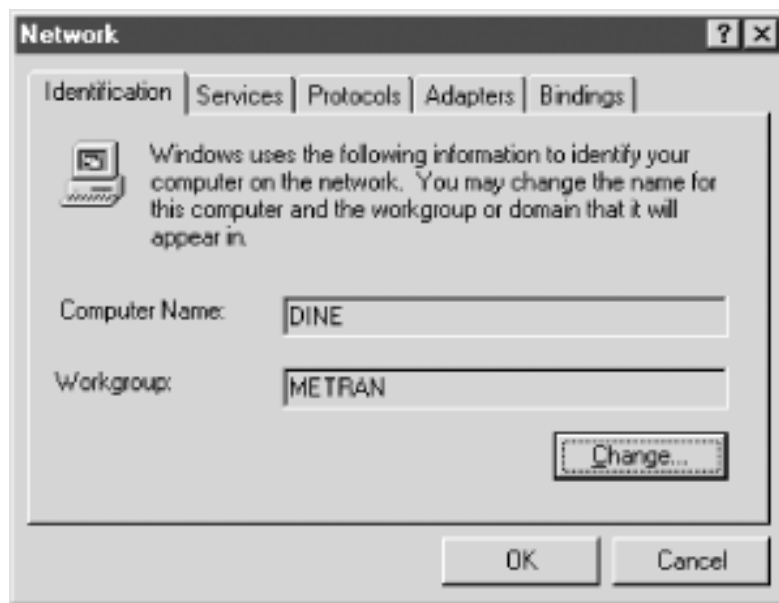 Network
Identification Services Protocols Adapters Bindings
Windows uses the following information to identify your
computer on the network. You may change the name for
this computer and the workgroup or domain that it will
appear in.
Computer Name: DINE
Workgroup: METRAN
Change...
OK Cancel